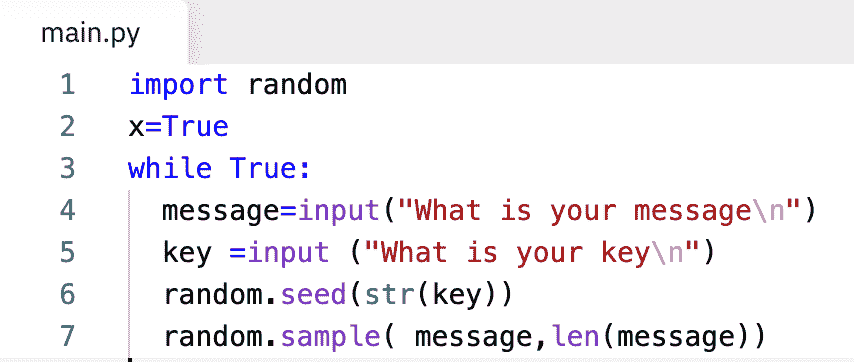 main.py
1 import random
2 x=True
3 while True:
4 message=input("What is your message\n")
5 key =input ("What is your key\n")
6 random.seed(str(key))
7 random.sample( message,len(message))